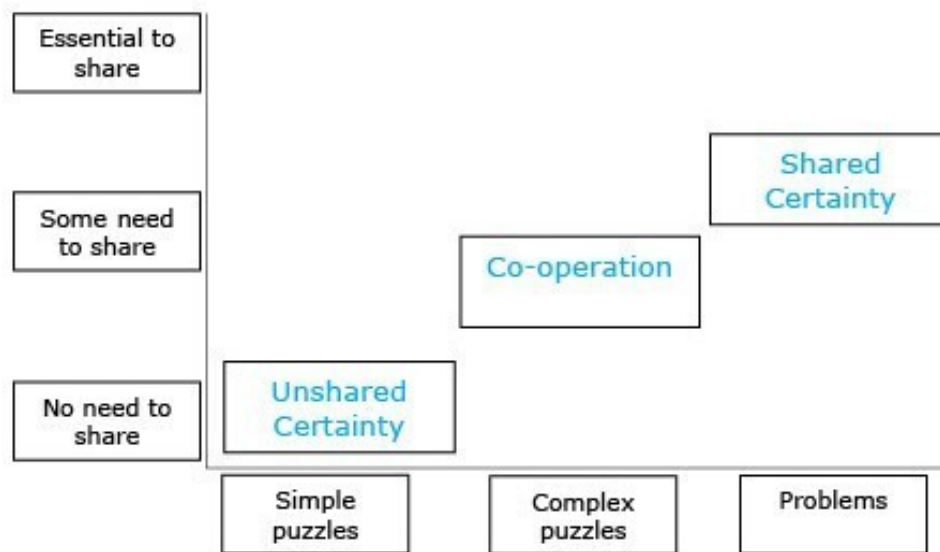 Essential to
share
Shared
Certainty
Some need
to share
Co-operation
Unshared
Certainty
No need to
share
Simple
puzzles
Complex
puzzles
Problems